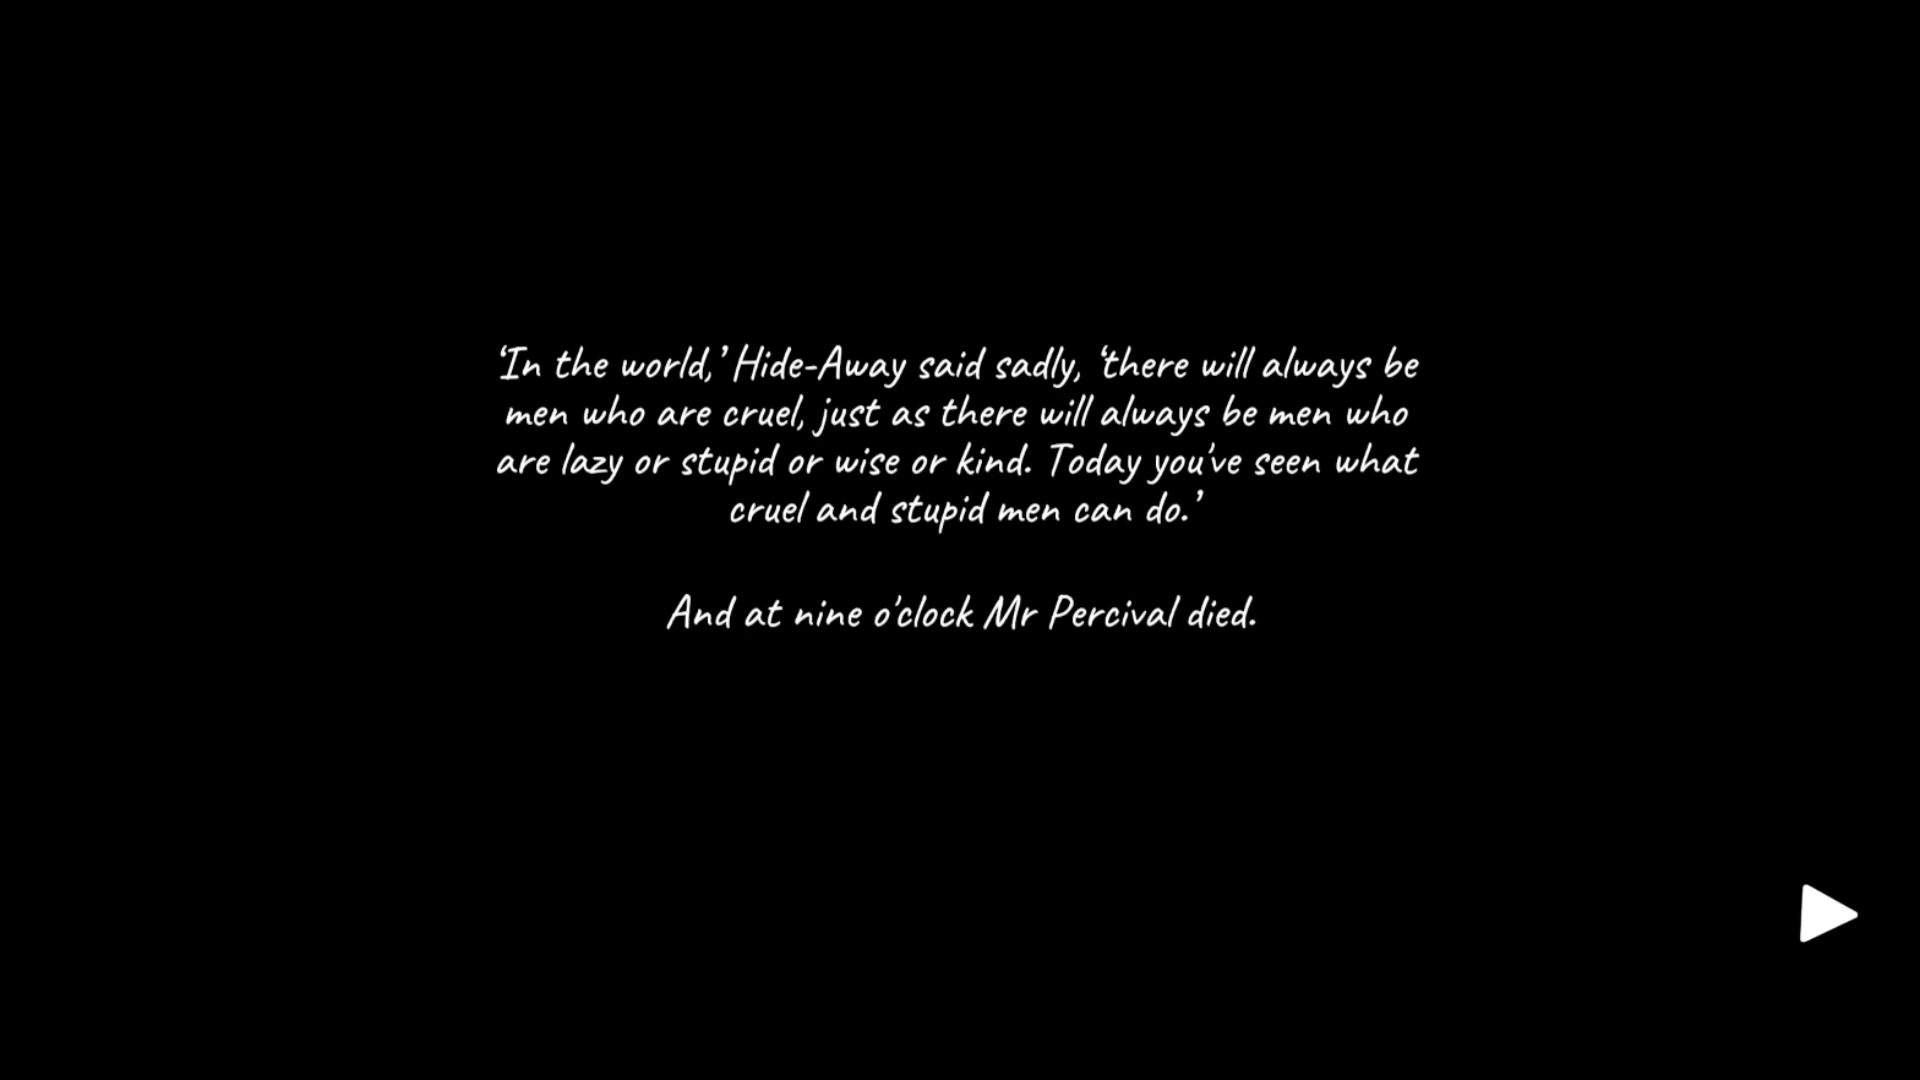 ‘In the world,’ Hide-Away said sadly, ‘there will always be
men who are cruel, just as there will always be men who
are lazy or stupid or wise or kind. Today you've seen what
cruel and stupid men can do.’
And at nine o'clock Mr Percival died.